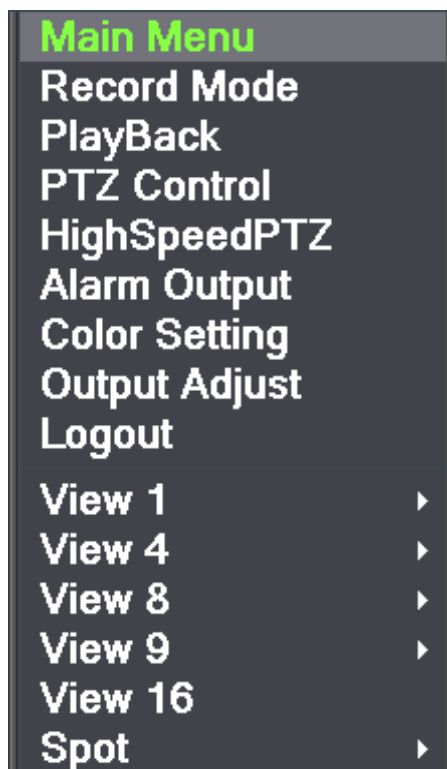 Main Menu
Record Mode
PlayBack
PTZ Control
HighSpeedPTZ
Alarm Output
Color Setting
Output Adjust
Logout
View 1
View 4
View 8
View 9
View 16
Spot